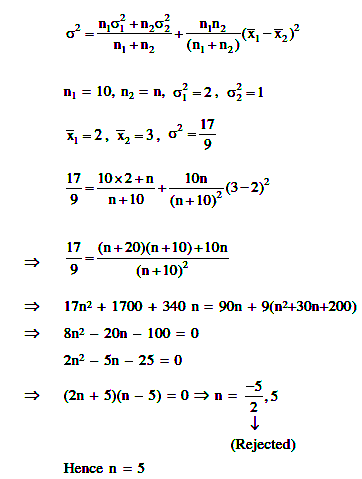 σ² = (n₁σ₁² + n₂σ₂²)/(n₁ + n₂) + n₁n₂/(n₁ + n₂) (x̄₁ − x̄₂)²
n₁ = 10, n₂ = n, σ₁² = 2, σ₂² = 1
x̄₁ = 2, x̄₂ = 3, σ² = 17/9
17/9 = (10×2 + n)/(n + 10) + 10n/(n + 10)² (3 − 2)²
⇒ 17/9 = ((n + 20)(n + 10) + 10n)/(n + 10)²
⇒ 17n² + 1700 + 340 n = 90n + 9(n² + 30n + 200)
⇒ 8n² − 20n − 100 = 0
2n² − 5n − 25 = 0
⇒ (2n + 5)(n − 5) = 0 ⇒ n = −5/2, 5
↓
(Rejected)
Hence n = 5